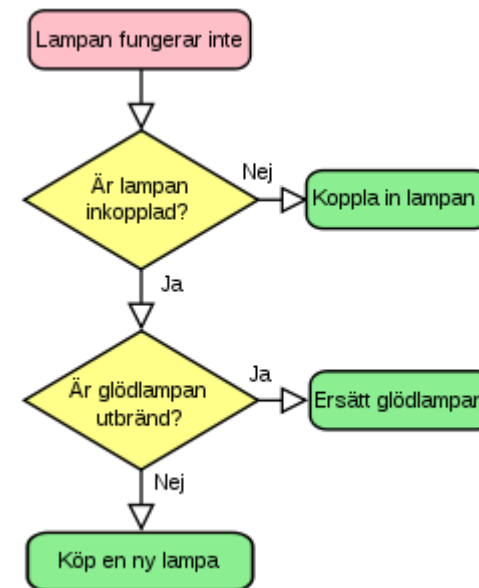 Lampan fungerar inte
Är lampan
inkopplad?
Nej
Koppla in lampan
Ja
Är glödlampan
utbränd?
Ja
Ersätt glödlampan
Nej
Köp en ny lampa